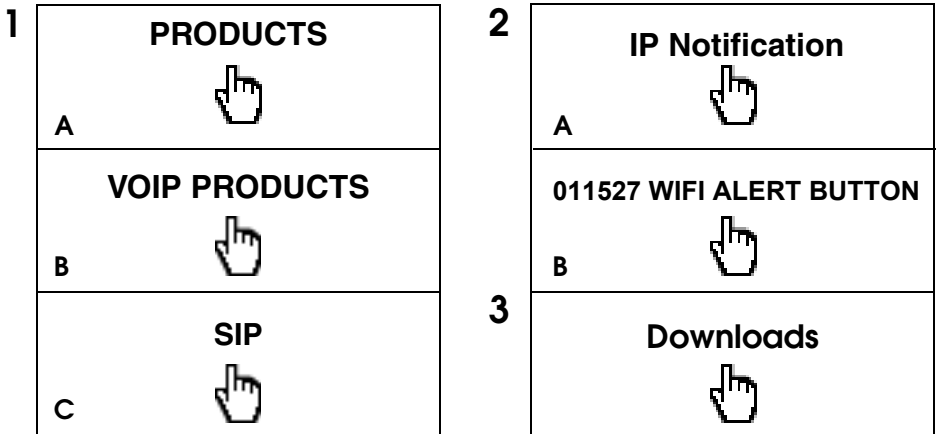 1
PRODUCTS
A
VOIP PRODUCTS
B
SIP
C
2
IP Notification
A
011527 WIFI ALERT BUTTON
B
3
Downloads